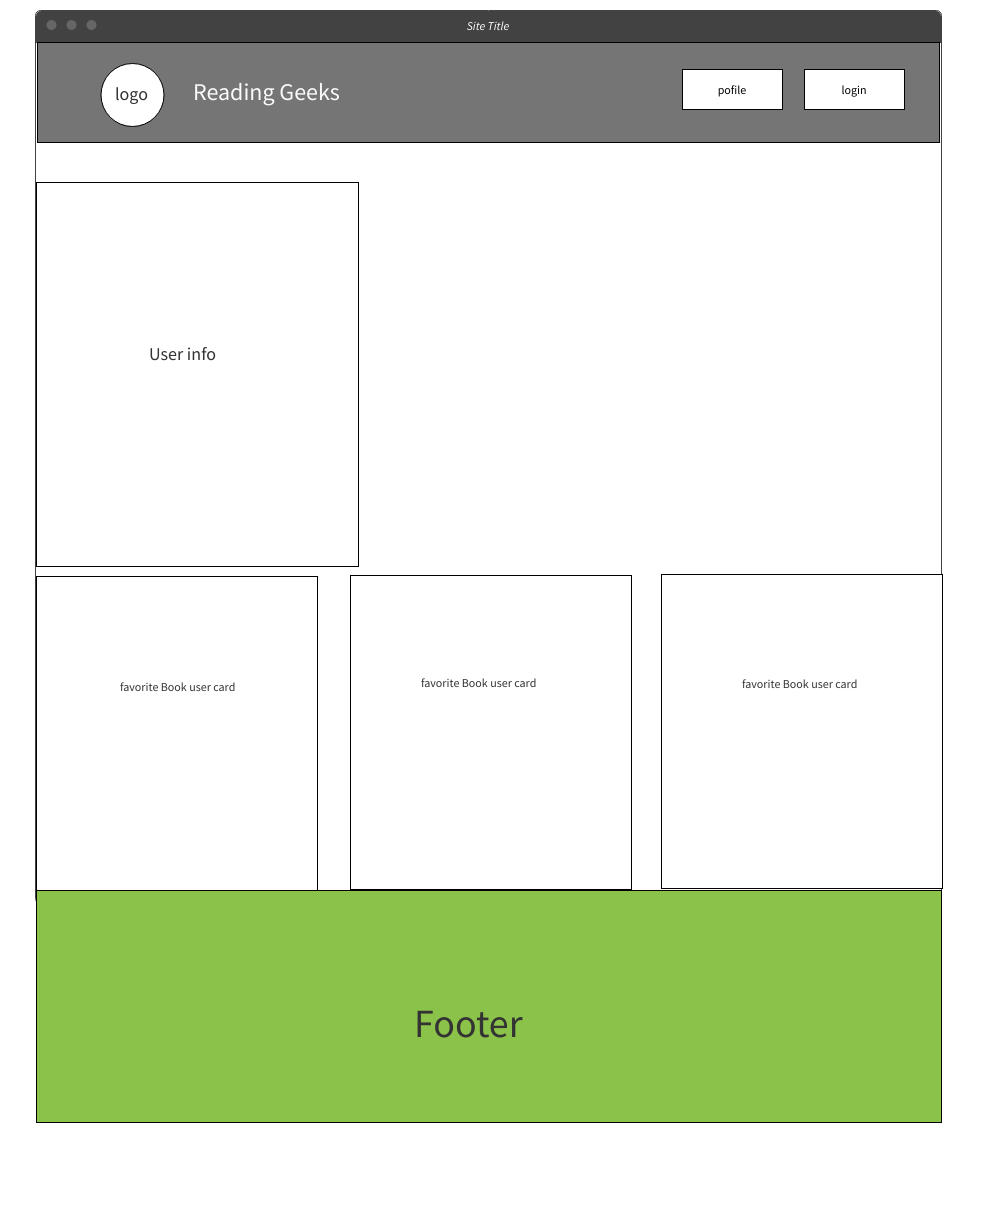 Site Title
logo
Reading Geeks
pofile
login
User info
favorite Book user card
favorite Book user card
favorite Book user card
Footer